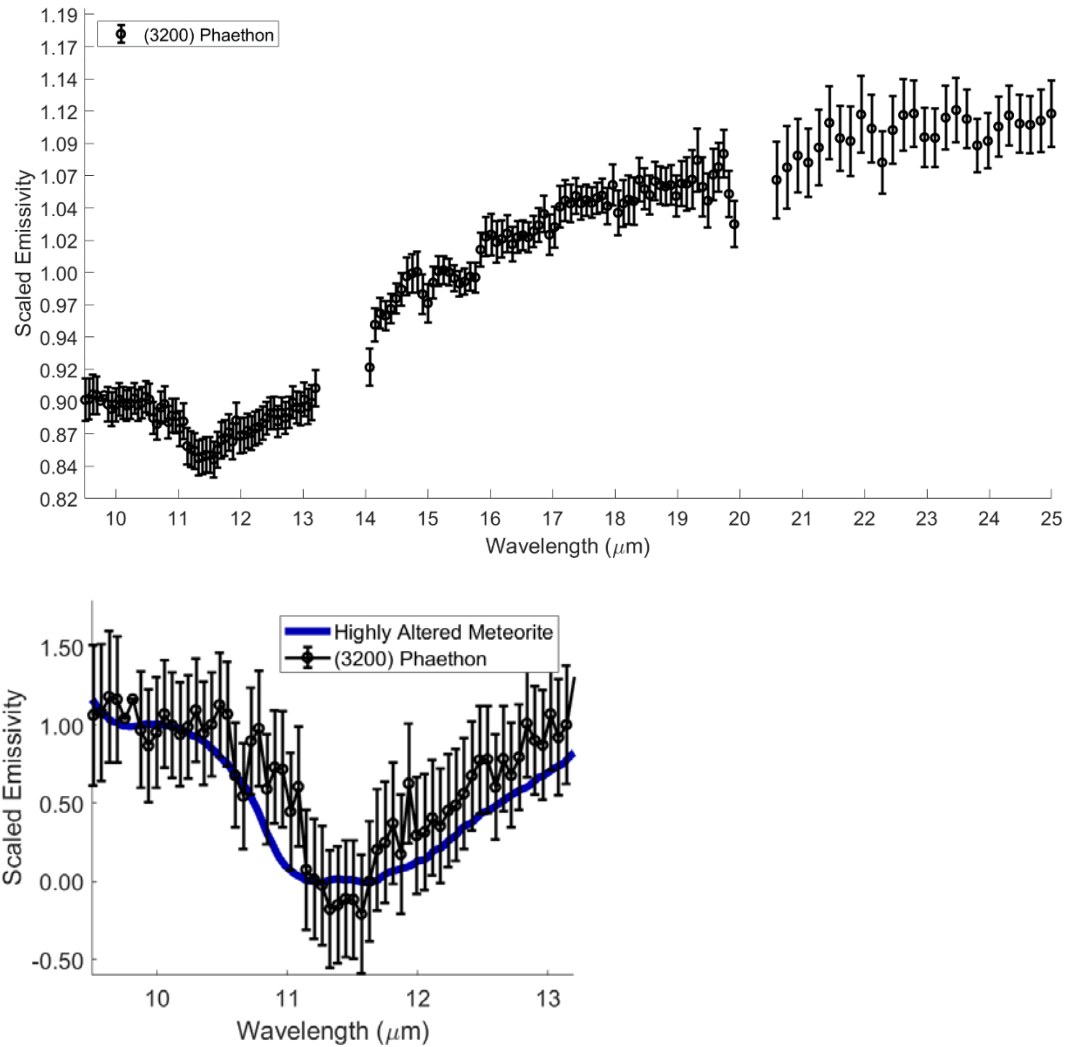 1.19
1.17
1.14
1.12
1.09
1.07
1.04
1.02
1.00
0.97
0.94
0.92
0.90
0.87
0.84
0.82
Scaled Emissivity
(3200) Phaethon
10 11 12 13 14 15 16 17 18 19 20 21 22 23 24 25
Wavelength (μm)
1.50
1.00
0.50
0.00
-0.50
Scaled Emissivity
Highly Altered Meteorite
(3200) Phaethon
10 11 12 13
Wavelength (μm)